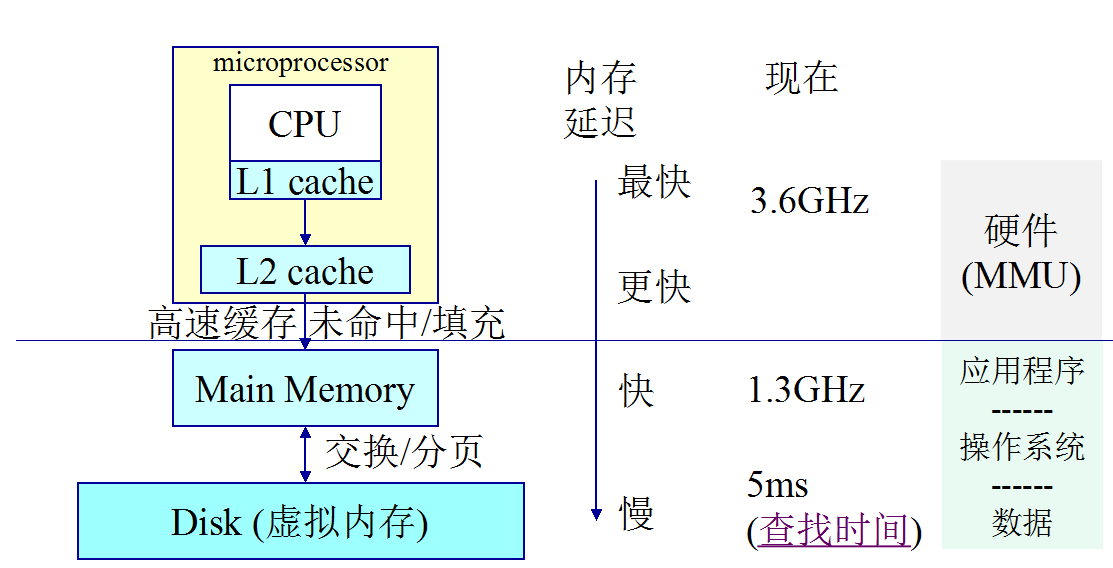 microprocessor
CPU
L1 cache
L2 cache
高速缓存 未命中/填充
Main Memory
交换/分页
Disk (虚拟内存)
内存
延迟
最快
更快
快
慢
现在
3.6GHz
1.3GHz
5ms
(查找时间)
硬件
(MMU)
应用程序
------
操作系统
------
数据